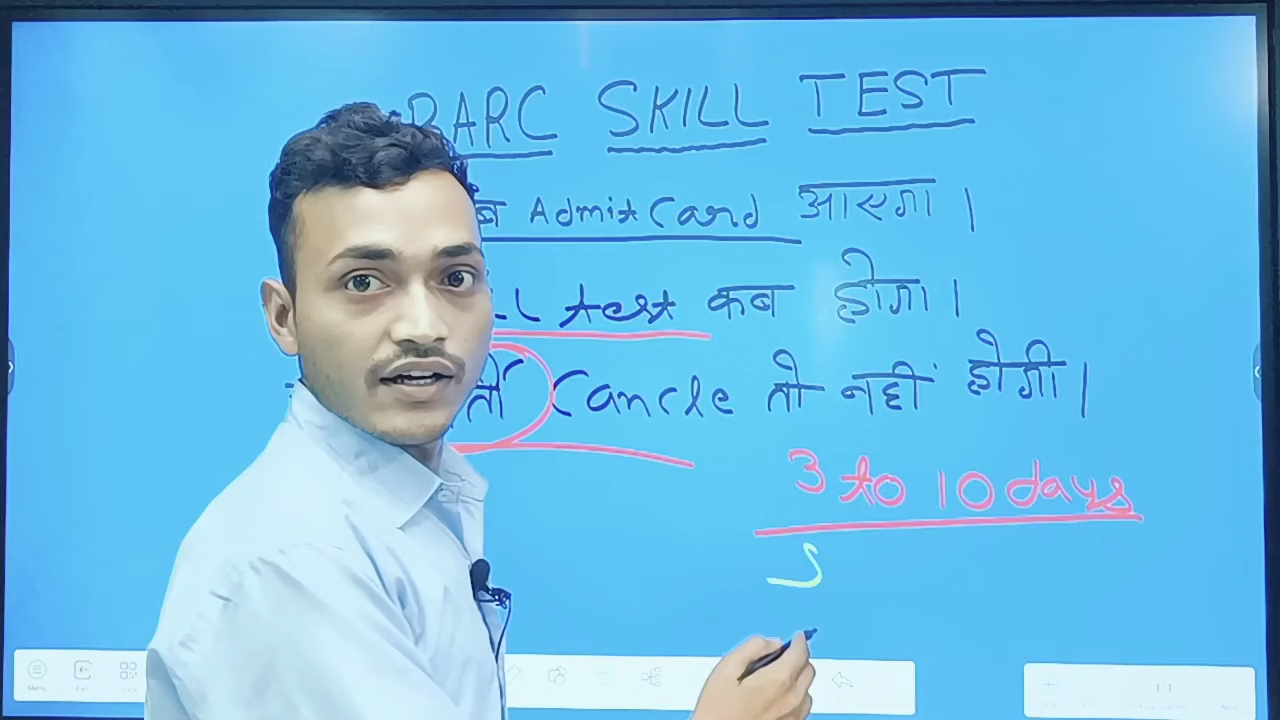 BARC SKILL TEST
Admit Card आएगा ।
test कब होगा ।
Cancle तो नहीं होगी ।
3 to 10 days
S